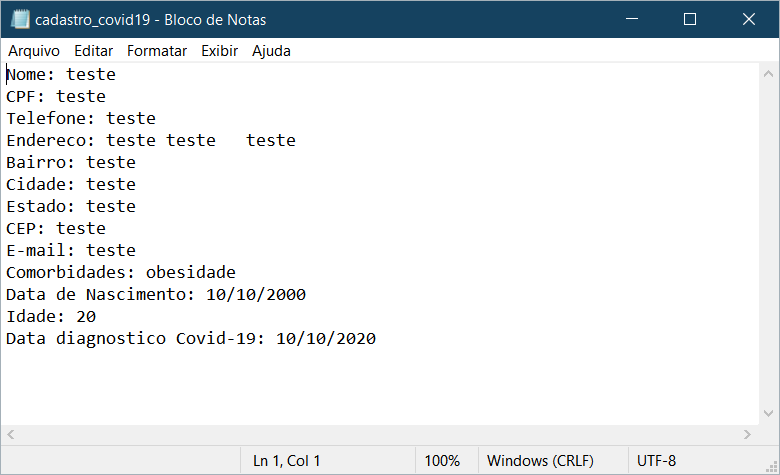 cadastro_covid19 - Bloco de Notas
Arquivo Editar Formatar Exibir Ajuda
Nome: teste
CPF: teste
Telefone: teste
Endereco: teste teste   teste
Bairro: teste
Cidade: teste
Estado: teste
CEP: teste
E-mail: teste
Comorbidades: obesidade
Data de Nascimento: 10/10/2000
Idade: 20
Data diagnostico Covid-19: 10/10/2020
Ln 1, Col 1 100% Windows (CRLF) UTF-8